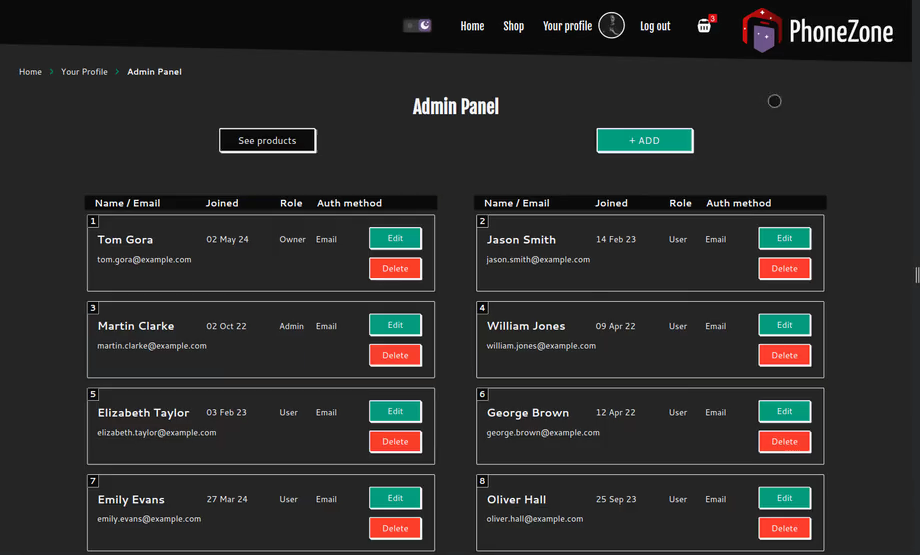 Home Shop Your profile Log out 3 PhoneZone
Home > Your Profile > Admin Panel
Admin Panel
See products + ADD
Name / Email Joined Role Auth method Name / Email Joined Role Auth method
1 2
Tom Gora 02 May 24 Owner Email Edit Jason Smith 14 Feb 23 User Email Edit
tom.gora@example.com Delete jason.smith@example.com Delete
3 4
Martin Clarke 02 Oct 22 Admin Email Edit William Jones 09 Apr 22 User Email Edit
martin.clarke@example.com Delete william.jones@example.com Delete
5 6
Elizabeth Taylor 03 Feb 23 User Email Edit George Brown 12 Apr 22 User Email Edit
elizabeth.taylor@example.com Delete george.brown@example.com Delete
7 8
Emily Evans 27 Mar 24 User Email Edit Oliver Hall 25 Sep 23 User Email Edit
emily.evans@example.com Delete oliver.hall@example.com Delete